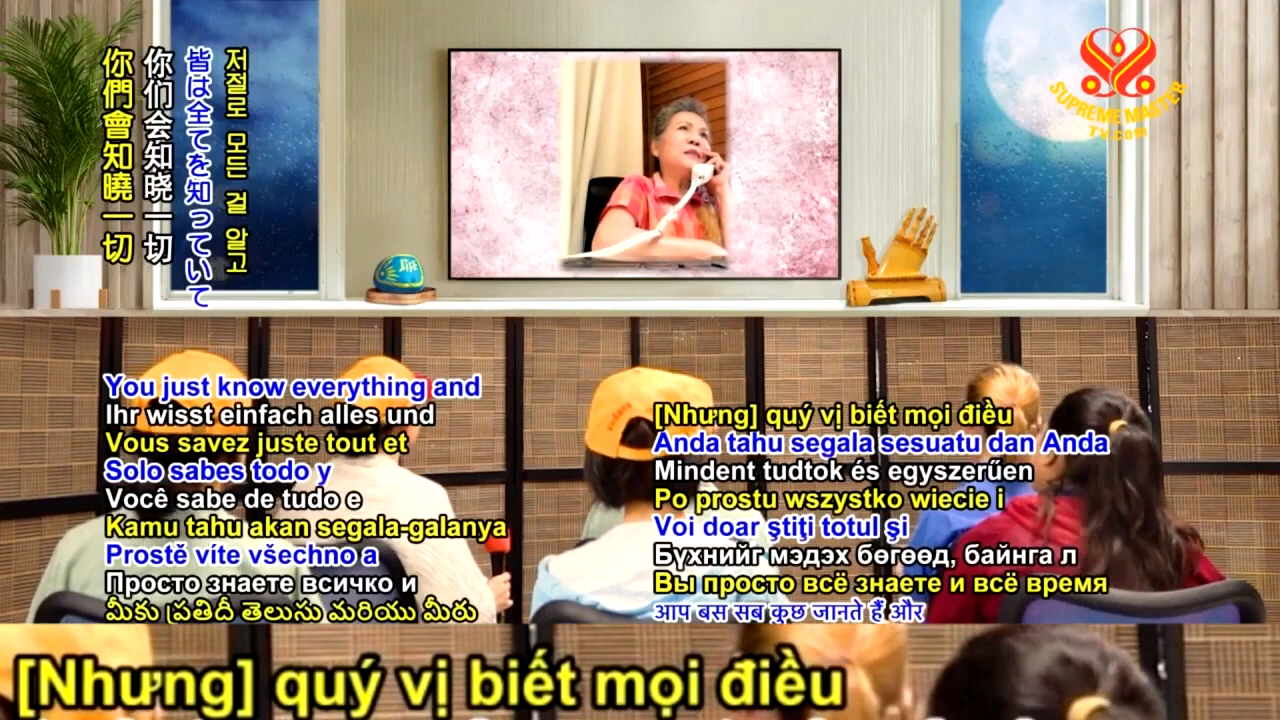 你們會知曉一切
你们会知晓一切
皆は全てを知っていて
저절로 모든 걸 알고
SUPREME MASTER
TV.COM
You just know everything and
Ihr wisst einfach alles und
Vous savez juste tout et
Solo sabes todo y
Você sabe de tudo e
Kamu tahu akan segala-galanya
Prostě víte všechno a
Просто знаете всичко и
మీకు ప్రతిదీ తెలుసు మరియు మీరు
[Nhưng] quý vị biết mọi điều
Anda tahu segala sesuatu dan Anda
Mindent tudtok és egyszerűen
Po prostu wszystko wiecie i
Voi doar ştiţi totul şi
Бүхнийг мэдэх бөгөөд, байнга л
Вы просто всё знаете и всё время
आप बस सब कुछ जानते हैं और
[Nhưng] quý vị biết mọi điều